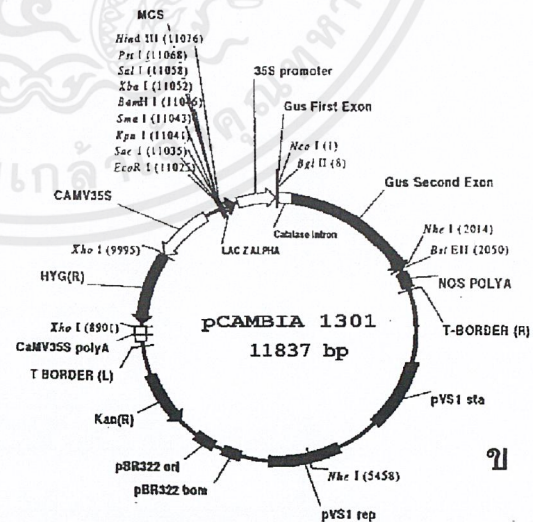 MCS
Hind III (11076)
Pst I (11068)
Sal I (11058)
Xba I (11052)
BamH I (11046)
Sma I (11043)
Kpn I (11041)
Sac I (11035)
EcoR I (11025)
35S promoter
Gus First Exon
Nco I (1)
Bgl II (8)
Gus Second Exon
CAMV35S
LAC Z ALPHA
Catalase Intron
Nhe I (2014)
Bst EII (2050)
Xho I (9995)
NOS POLYA
HYG(R)
T-BORDER (R)
Xho I (8901)
pCAMBIA 1301
11837 bp
CaMV35S polyA
T BORDER (L)
pVS1 sta
Kan(R)
pBR322 ori
pBR322 bom
Nhe I (5458)
pVS1 rep
ข